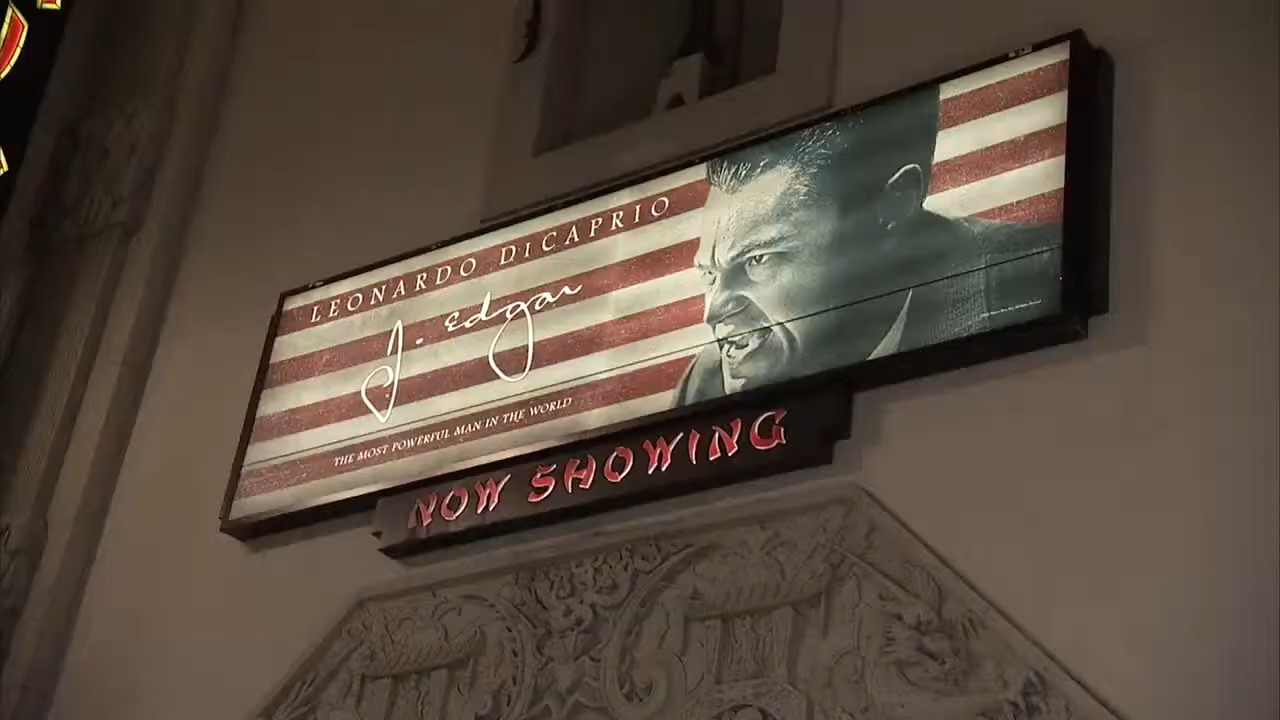 LEONARDO DICAPRIO
J. Edgar
THE MOST POWERFUL MAN IN THE WORLD
NOW SHOWING